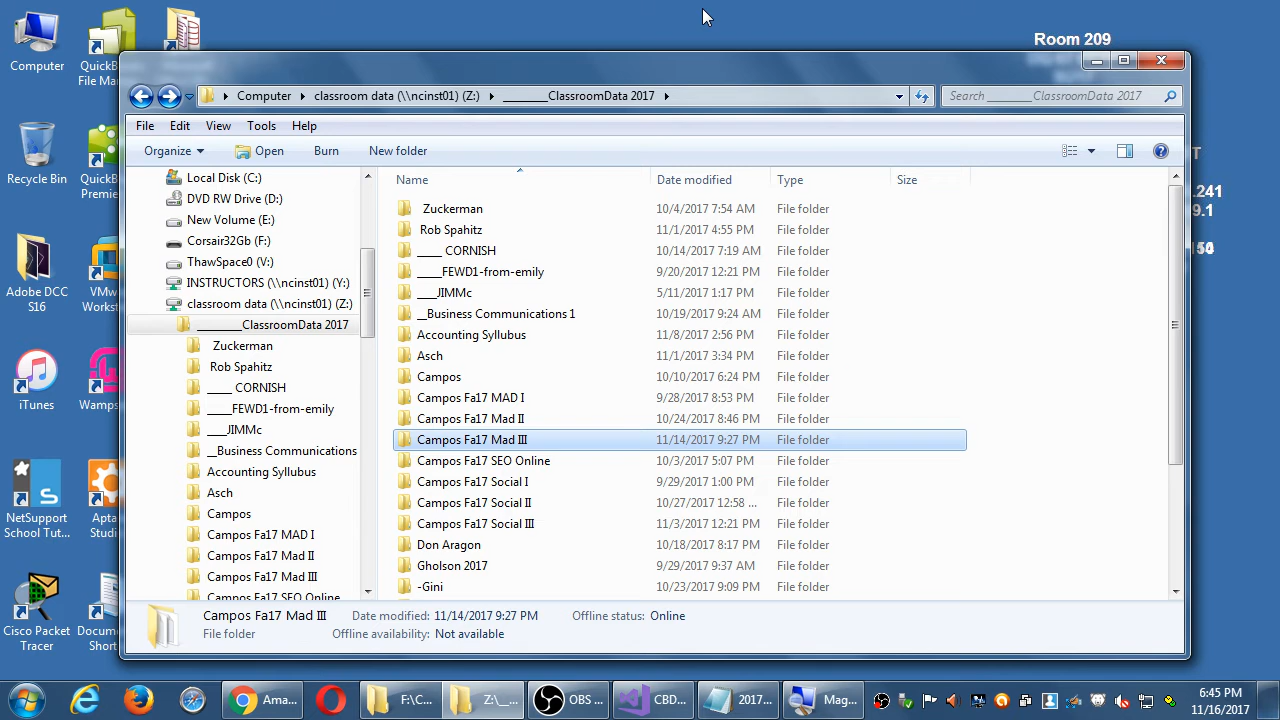 Room 209
Computer
QuickB
File Mar
Computer
classroom data (\\ncinst01) (Z:)
________ClassroomData 2017
Search ________ClassroomData 2017
File
Edit
View
Tools
Help
Organize
Open
Burn
New folder
Recycle Bin
QuickB
Premie
Adobe DCC
S16
VMw
Workst
iTunes
Wamps
NetSupport
School Tut...
Apta
Studi
Cisco Packet
Tracer
Docum
Short
Local Disk (C:)
DVD RW Drive (D:)
New Volume (E:)
Corsair32Gb (F:)
ThawSpace0 (V:)
INSTRUCTORS (\\ncinst01) (Y:)
classroom data (\\ncinst01) (Z:)
________ClassroomData 2017
Zuckerman
Rob Spahitz
____ CORNISH
____FEWD1-from-emily
___JIMMc
__Business Communications
Accounting Syllubus
Asch
Campos
Campos Fa17 MAD I
Campos Fa17 Mad II
Campos Fa17 Mad III
Campos Fa17 SEO Online
Name
Date modified
Type
Size
Zuckerman 10/4/2017 7:54 AM File folder
Rob Spahitz 11/1/2017 4:55 PM File folder
____ CORNISH 10/14/2017 7:19 AM File folder
____FEWD1-from-emily 9/20/2017 12:21 PM File folder
___JIMMc 5/11/2017 1:17 PM File folder
__Business Communications 1 10/19/2017 9:24 AM File folder
Accounting Syllubus 11/8/2017 2:56 PM File folder
Asch 11/1/2017 3:34 PM File folder
Campos 10/10/2017 6:24 PM File folder
Campos Fa17 MAD I 9/28/2017 8:53 PM File folder
Campos Fa17 Mad II 10/24/2017 8:46 PM File folder
Campos Fa17 Mad III 11/14/2017 9:27 PM File folder
Campos Fa17 SEO Online 10/3/2017 5:07 PM File folder
Campos Fa17 Social I 9/29/2017 1:00 PM File folder
Campos Fa17 Social II 10/27/2017 12:58 ... File folder
Campos Fa17 Social III 11/3/2017 12:21 PM File folder
Don Aragon 10/18/2017 8:17 PM File folder
Gholson 2017 9/29/2017 9:37 AM File folder
-Gini 10/23/2017 9:09 PM File folder
T
.241
9.1
Campos Fa17 Mad III Date modified: 11/14/2017 9:27 PM Offline status: Online
File folder Offline availability: Not available
Ama...
F:\C...
Z:\__...
OBS ...
CBD...
2017...
Mag...
6:45 PM
11/16/2017